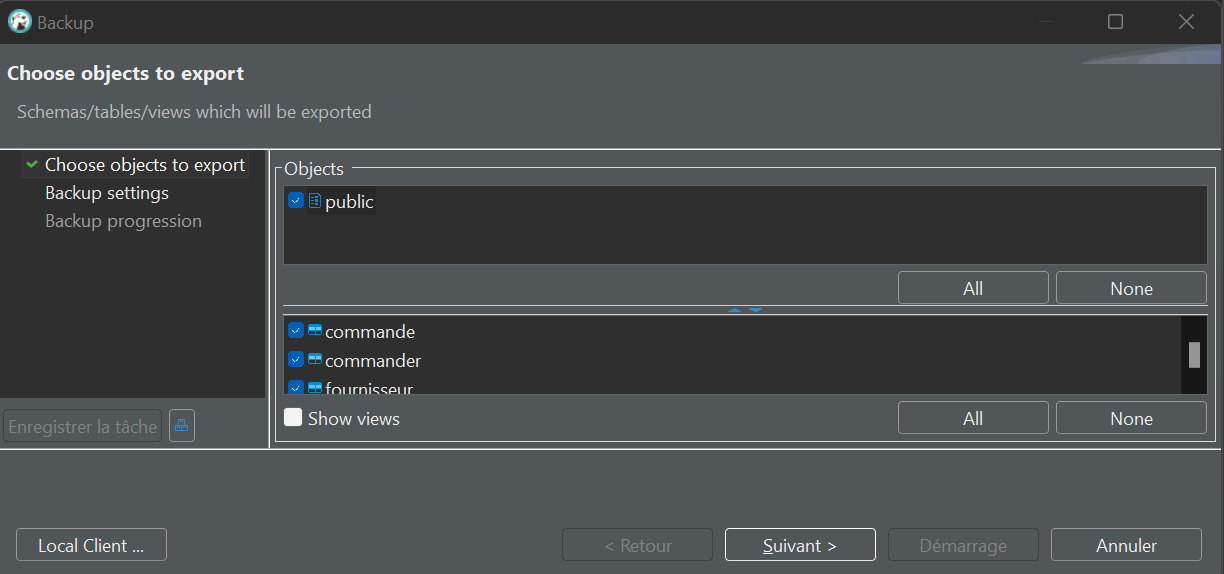 Backup
Choose objects to export
Schemas/tables/views which will be exported
Choose objects to export
Backup settings
Backup progression
Objects
public
All
None
commande
commander
fournisseur
Show views
All
None
Enregistrer la tâche
Local Client ...
< Retour
Suivant >
Démarrage
Annuler